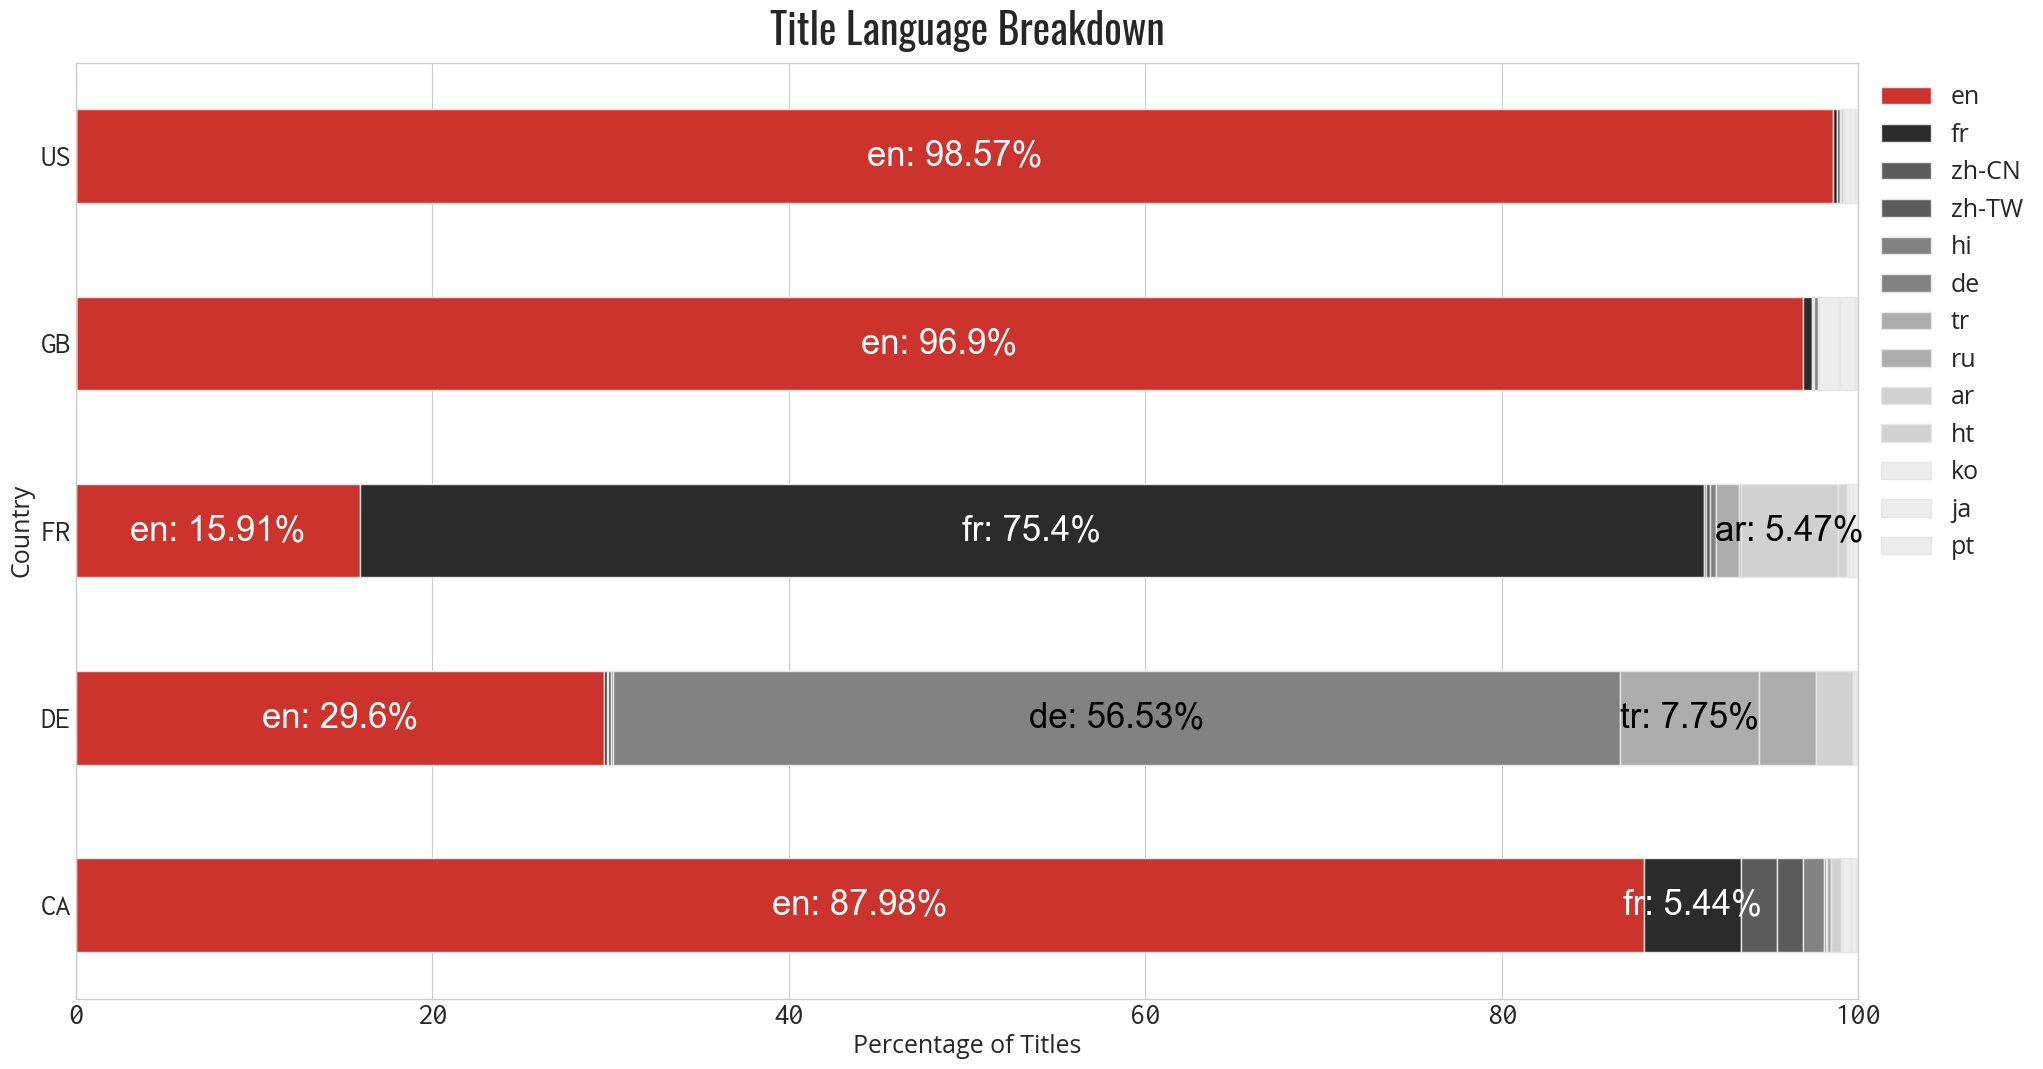 Title Language Breakdown
US
en: 98.57%
GB
en: 96.9%
FR
en: 15.91%
fr: 75.4%
ar: 5.47%
DE
en: 29.6%
de: 56.53%
tr: 7.75%
CA
en: 87.98%
fr: 5.44%
Country
0
20
40
60
80
100
Percentage of Titles
en
fr
zh-CN
zh-TW
hi
de
tr
ru
ar
ht
ko
ja
pt